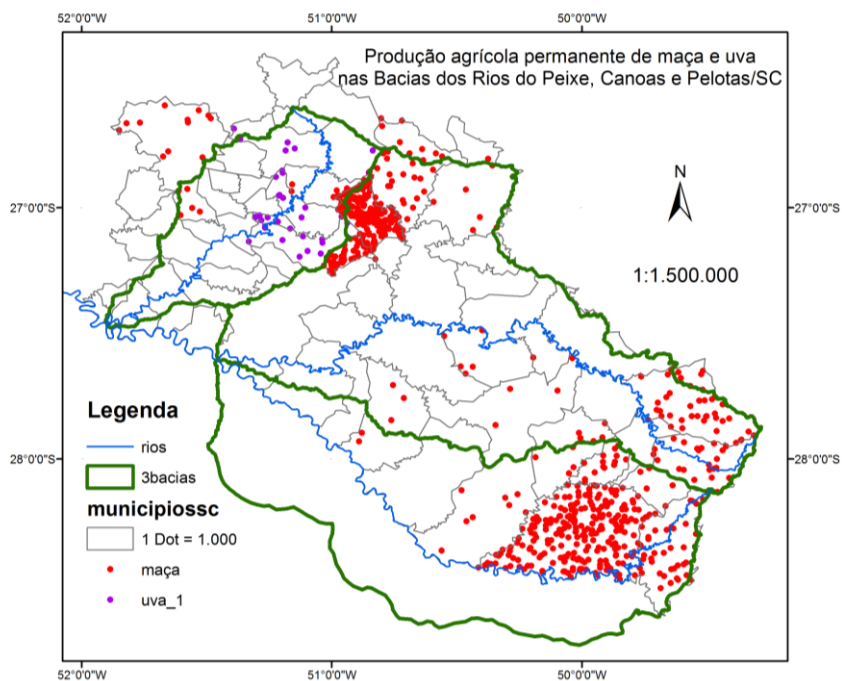 52°0'0"W 51°0'0"W 50°0'0"W
Produção agrícola permanente de maça e uva
nas Bacias dos Rios do Peixe, Canoas e Pelotas/SC
N
27°0'0"S 27°0'0"S
1:1.500.000
Legenda
rios
3bacias
28°0'0"S 28°0'0"S
municipiossc
1 Dot = 1.000
maça
uva_1
52°0'0"W 51°0'0"W 50°0'0"W